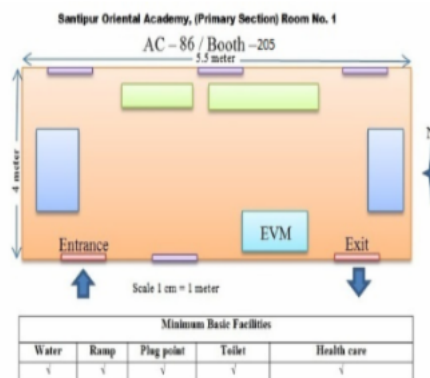 Santipur Oriental Academy, (Primary Section) Room No. 1
AC – 86 / Booth –205
5.5 meter
4 meter
N
Entrance
EVM
Exit
Scale 1 cm = 1 meter
Minimum Basic Facilities
Water Ramp Plug point Toilet Health care
√ √ √ √ √